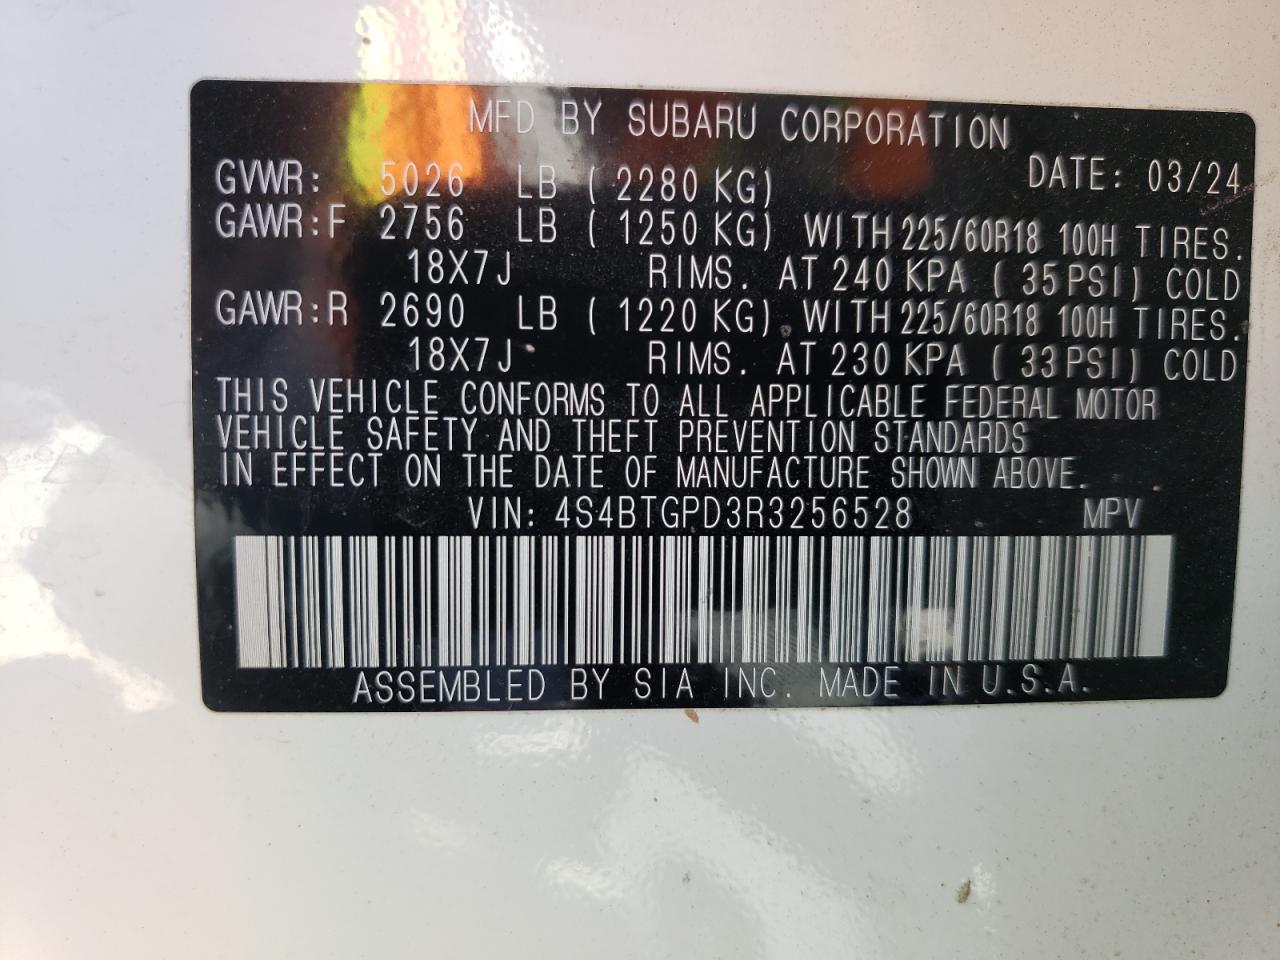 MFD BY SUBARU CORPORATION
GVWR: 5026 LB ( 2280 KG) DATE: 03/24
GAWR:F 2756 LB ( 1250 KG) WITH 225/60R18 100H TIRES.
18X7J RIMS. AT 240 KPA ( 35 PSI) COLD
GAWR:R 2690 LB ( 1220 KG) WITH 225/60R18 100H TIRES.
18X7J RIMS. AT 230 KPA ( 33 PSI) COLD
THIS VEHICLE CONFORMS TO ALL APPLICABLE FEDERAL MOTOR
VEHICLE SAFETY AND THEFT PREVENTION STANDARDS
IN EFFECT ON THE DATE OF MANUFACTURE SHOWN ABOVE.
VIN: 4S4BTGPD3R3256528 MPV
ASSEMBLED BY SIA INC. MADE IN U.S.A.